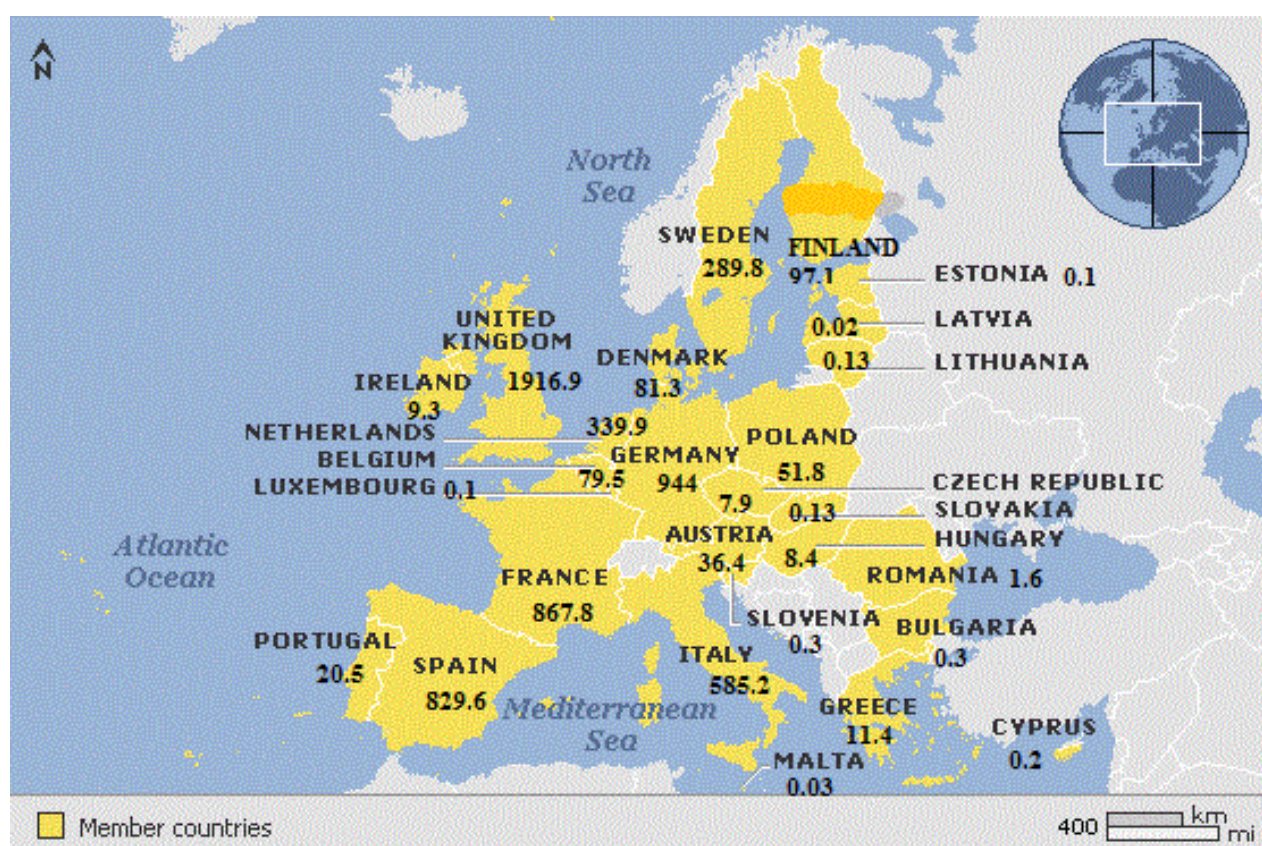 N
North
Sea
SWEDEN
289.8
FINLAND
97.1
ESTONIA 0.1
LATVIA
0.02
LITHUANIA
0.13
UNITED
KINGDOM
1916.9
DENMARK
81.3
IRELAND
9.3
NETHERLANDS
339.9
BELGIUM
79.5
LUXEMBOURG 0.1
GERMANY
944
POLAND
51.8
CZECH REPUBLIC
7.9
SLOVAKIA
0.13
HUNGARY
8.4
AUSTRIA
36.4
ROMANIA 1.6
Atlantic
Ocean
FRANCE
867.8
SLOVENIA
0.3
BULGARIA
0.3
PORTUGAL
20.5
SPAIN
829.6
ITALY
585.2
Mediterranean
Sea
GREECE
11.4
CYPRUS
0.2
MALTA
0.03
Member countries
400 km
mi